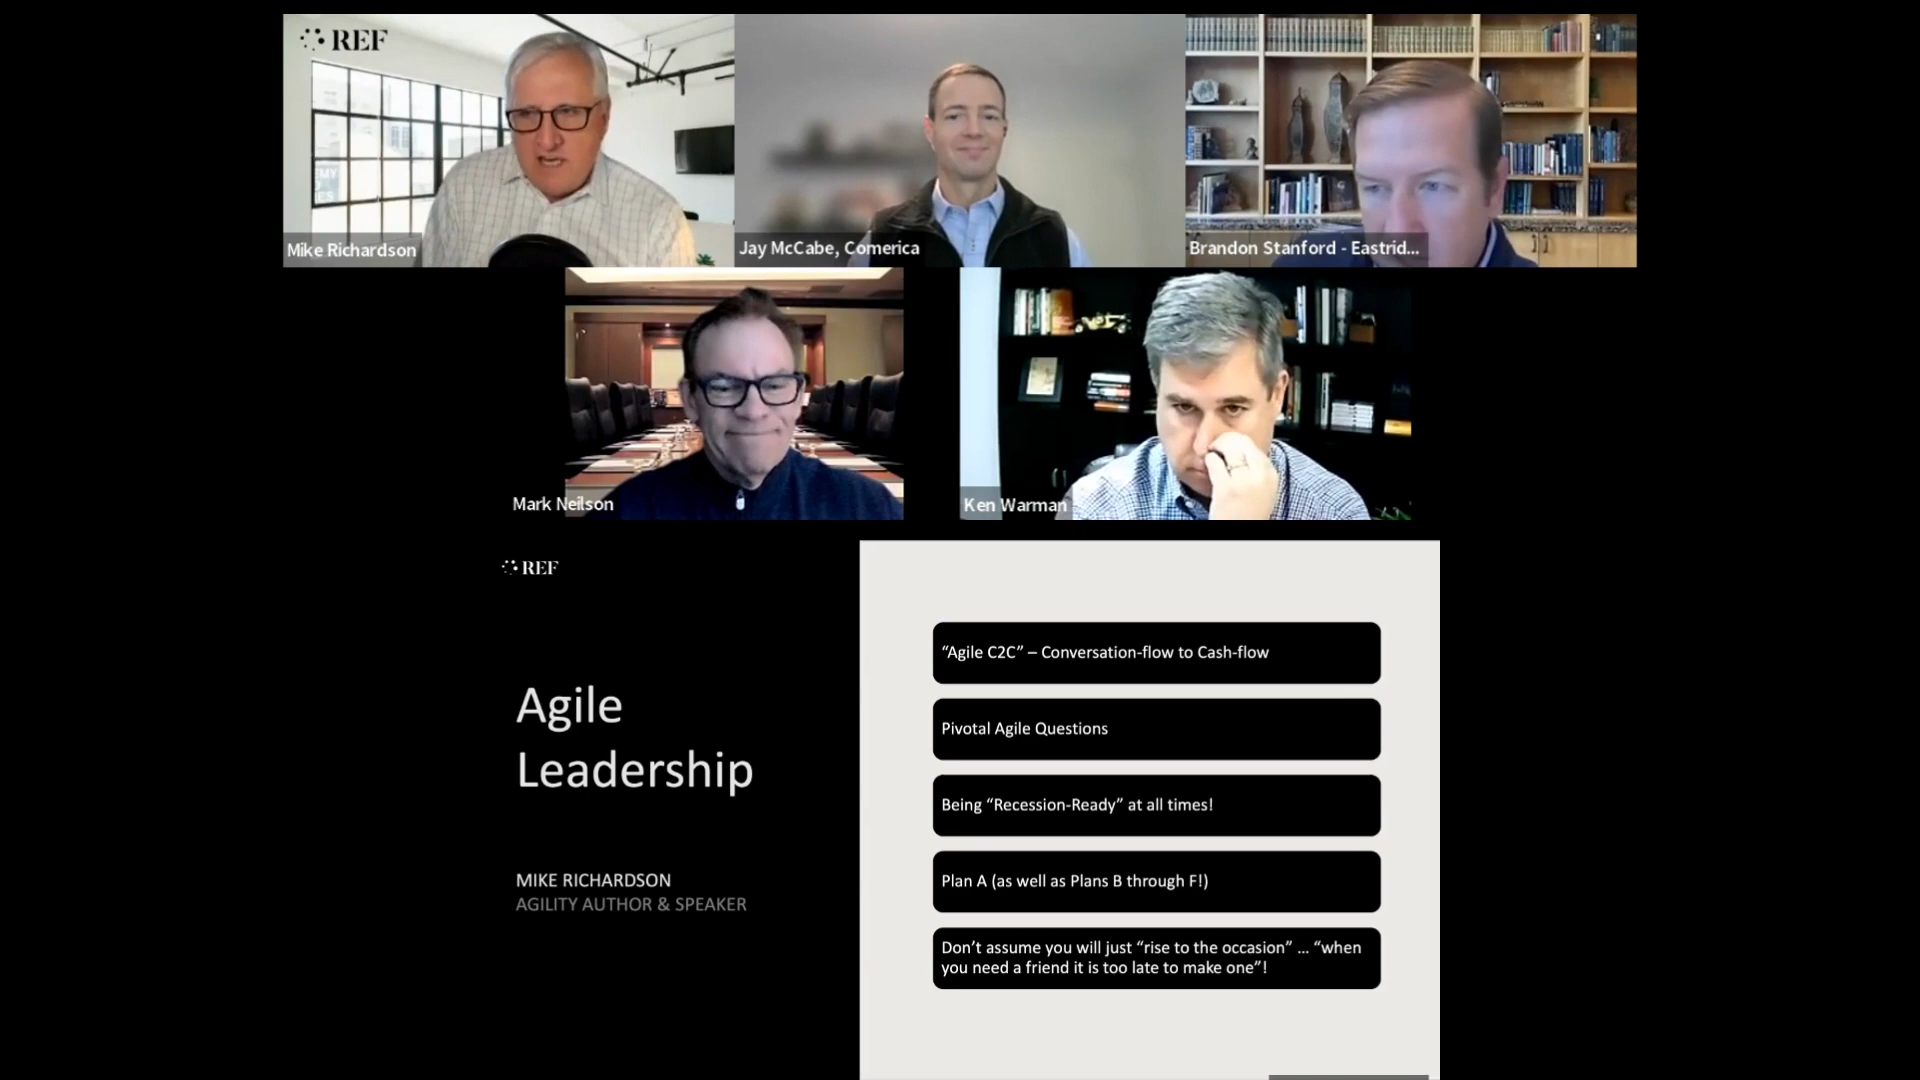 REF
Mike Richardson
Jay McCabe, Comerica
Brandon Stanford - Eastrid...
Mark Neilson
Ken Warman
REF
Agile
Leadership
MIKE RICHARDSON
AGILITY AUTHOR & SPEAKER
“Agile C2C” – Conversation-flow to Cash-flow
Pivotal Agile Questions
Being “Recession-Ready” at all times!
Plan A (as well as Plans B through F!)
Don’t assume you will just “rise to the occasion” ... “when
you need a friend it is too late to make one”!